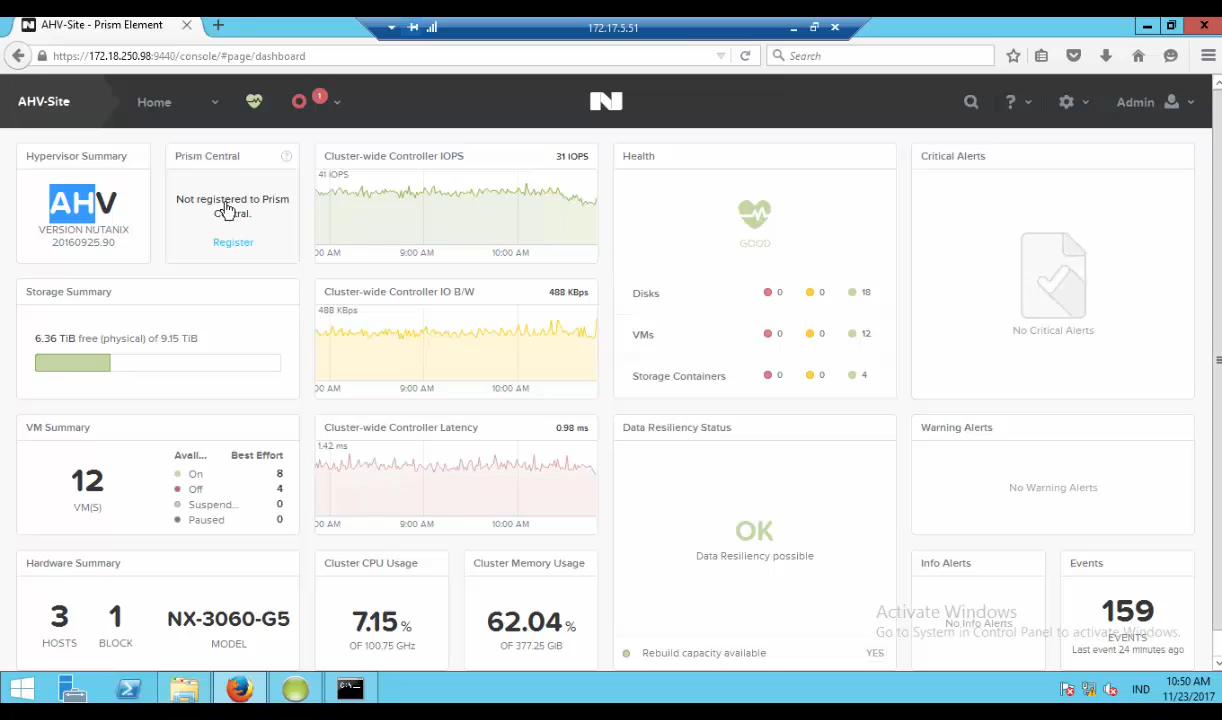 AHV-Site - Prism Element
172.17.5.51
https://172.18.250.98:9440/console/#page/dashboard
Search
AHV-Site
Home
1
?
Admin
Hypervisor Summary
AHV
VERSION NUTANIX
20160925.90
Prism Central
?
Not registered to Prism
Central.
Register
Cluster-wide Controller IOPS
31 IOPS
41 IOPS
00 AM
9:00 AM
10:00 AM
Health
GOOD
Disks
0
0
18
VMs
0
0
12
Storage Containers
0
0
4
Critical Alerts
No Critical Alerts
Storage Summary
6.36 TiB free (physical) of 9.15 TiB
Cluster-wide Controller IO B/W
488 KBps
488 KBps
00 AM
9:00 AM
10:00 AM
VM Summary
12
VM(S)
Avail...
Best Effort
On
8
Off
4
Suspend...
0
Paused
0
Cluster-wide Controller Latency
0.98 ms
1.42 ms
00 AM
9:00 AM
10:00 AM
Data Resiliency Status
OK
Data Resiliency possible
Rebuild capacity available
YES
Warning Alerts
No Warning Alerts
Hardware Summary
3
HOSTS
1
BLOCK
NX-3060-G5
MODEL
Cluster CPU Usage
7.15 %
OF 100.75 GHz
Cluster Memory Usage
62.04 %
OF 377.25 GiB
Info Alerts
No Info Alerts
Events
159
EVENTS
Last event 24 minutes ago
Activate Windows
Go to System in Control Panel to activate Windows.
IND
10:50 AM
11/23/2017